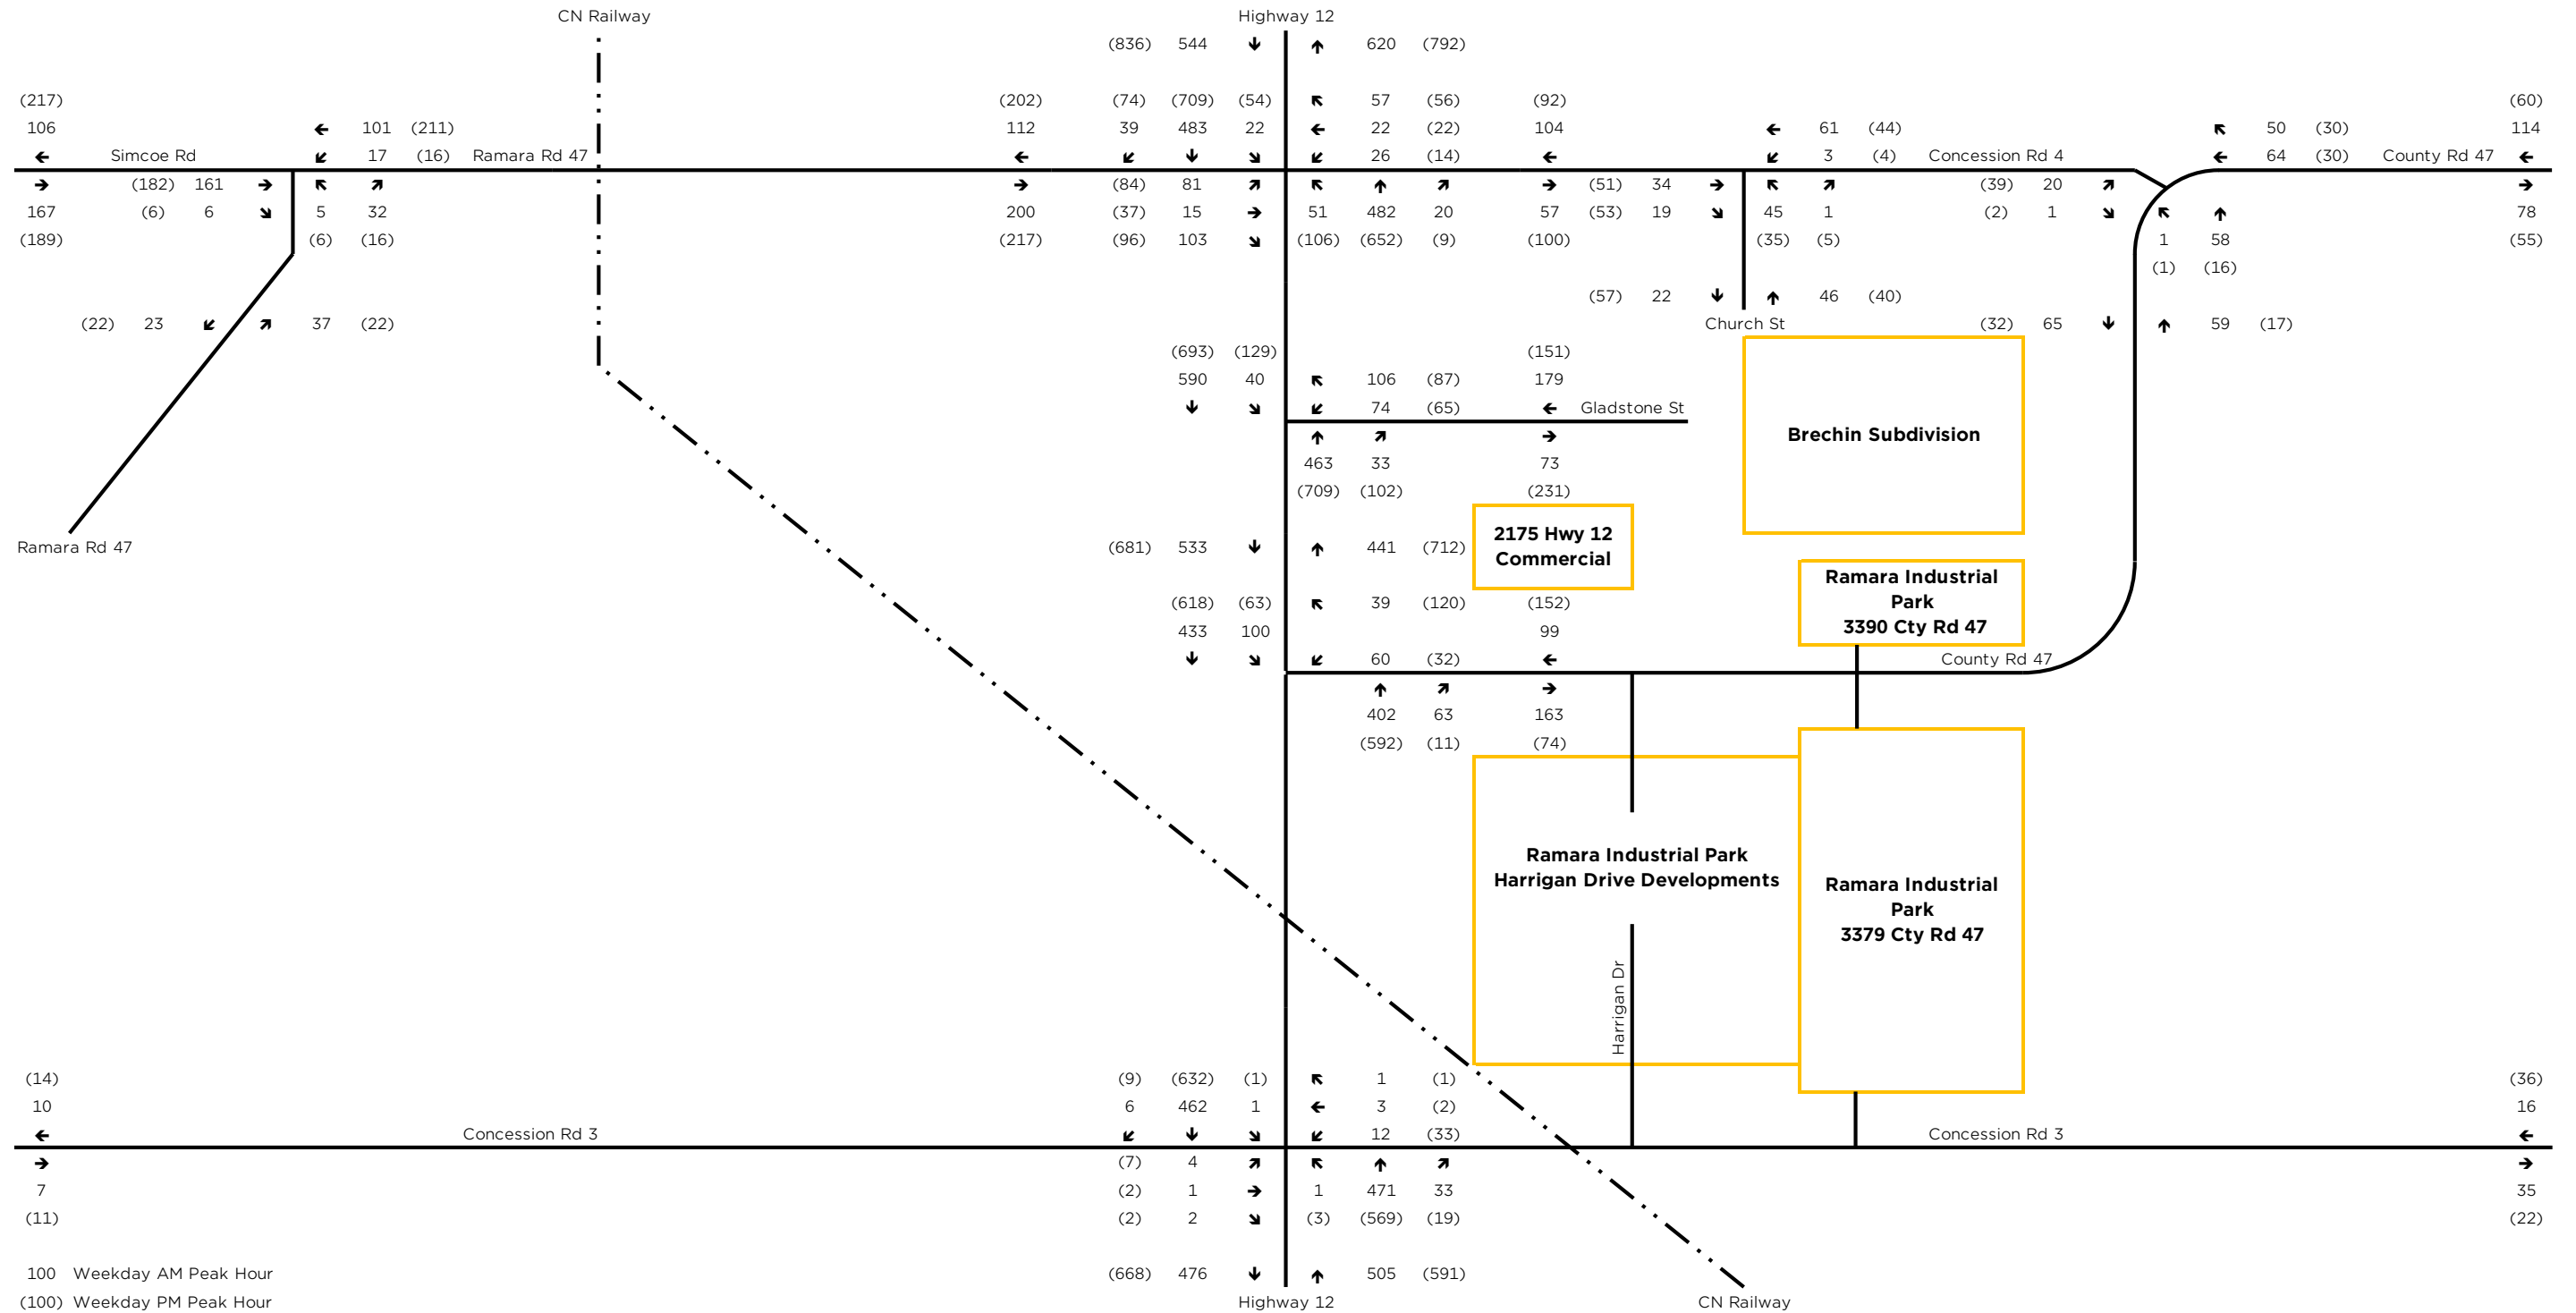 CN Railway Highway 12
(836) 544 🡫 🡩 620 (792)
(217) (202) (74) (709) (54) 🡬 57 (56) (92) (60)
106 🡨 101 (211) 112 39 483 22 🡨 22 (22) 104 🡨 61 (44) 🡬 50 (30) 114
🡨 Simcoe Rd 🡯 17 (16) Ramara Rd 47 🡨 🡯 🡫 🡮 🡯 26 (14) 🡨 🡯 3 (4) Concession Rd 4 🡨 64 (30) County Rd 47 🡨
🡪 (182) 161 🡪 🡬 🡭 🡪 (84) 81 🡭 🡬 🡩 🡭 🡪 (51) 34 🡪 🡬 🡭 (39) 20 🡭 🡪
167 (6) 6 🡮 5 32 200 (37) 15 🡪 51 482 20 57 (53) 19 🡮 45 1 (2) 1 🡮 🡬 🡩 78
(189) (6) (16) (217) (96) 103 🡮 (106) (652) (9) (100) (35) (5) 1 58 (55)
(1) (16)
(57) 22 🡫 🡩 46 (40)
(22) 23 🡯 🡭 37 (22) Church St (32) 65 🡫 🡩 59 (17)
(693) (129) (151)
590 40 🡬 106 (87) 179
🡫 🡮 🡯 74 (65) 🡨 Gladstone St
🡩 🡭 🡪 Brechin Subdivision
463 33 73
(709) (102) (231)
2175 Hwy 12
Ramara Rd 47 (681) 533 🡫 🡩 441 (712)
Commercial
Ramara Industrial
(618) (63) 🡬 39 (120) (152) Park
433 100 99 3390 Cty Rd 47
🡫 🡮 🡯 60 (32) 🡨 County Rd 47
🡩 🡭 🡪
402 63 163
(592) (11) (74)
Ramara Industrial Park
Harrigan Drive Developments
Ramara Industrial
Park
3379 Cty Rd 47
Harrigan Dr
(14) (9) (632) (1) 🡬 1 (1) (36)
10 6 462 1 🡨 3 (2) 16
🡨 Concession Rd 3 🡯 🡫 🡮 🡯 12 (33) Concession Rd 3 🡨
🡪 (7) 4 🡭 🡬 🡩 🡭 🡪
7 (2) 1 🡪 1 471 33 35
(11) (2) 2 🡮 (3) (569) (19) (22)
100 Weekday AM Peak Hour (668) 476 🡫 🡩 505 (591)
(100) Weekday PM Peak Hour Highway 12 CN Railway